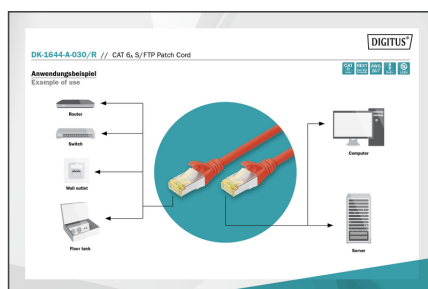 DIGITUS®
DK-1644-A-030/R // CAT 6A S/FTP Patch Cord
Anwendungsbeispiel
Example of use
Router
Switch
Wall outlet
Floor tank
Computer
Server